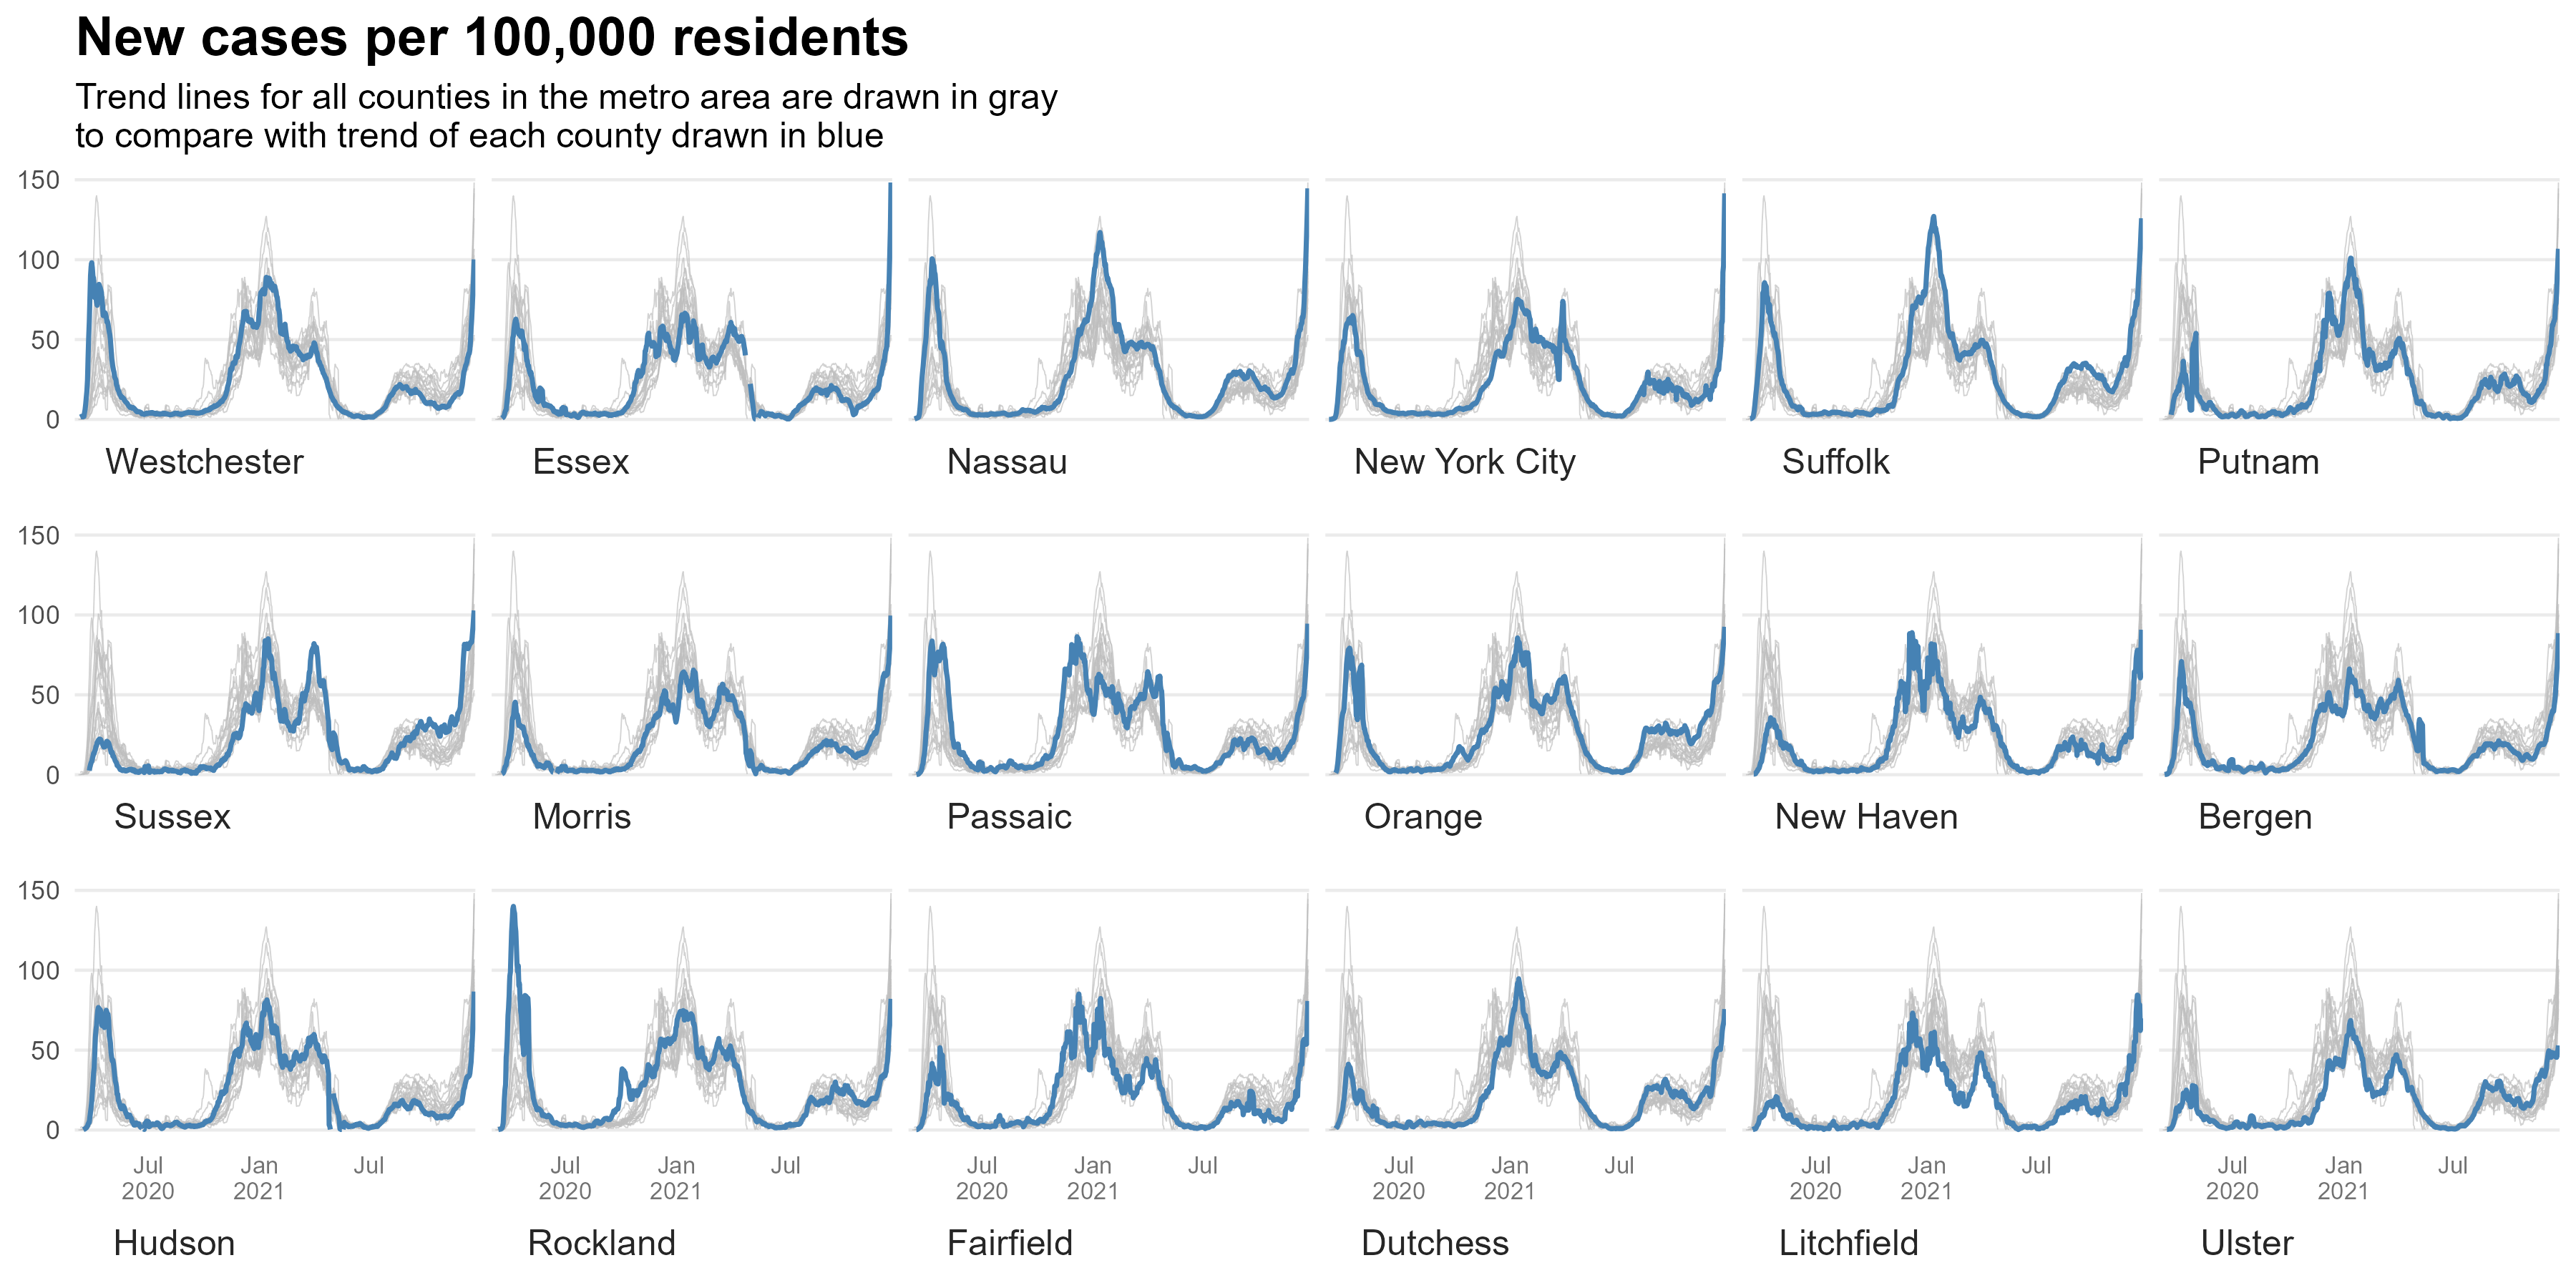 New cases per 100,000 residents
Trend lines for all counties in the metro area are drawn in gray
to compare with trend of each county drawn in blue
150
100
50
0
Westchester
Essex
Nassau
New York City
Suffolk
Putnam
150
100
50
0
Sussex
Morris
Passaic
Orange
New Haven
Bergen
150
100
50
0
Jul Jan Jul
2020 2021
Jul Jan Jul
2020 2021
Jul Jan Jul
2020 2021
Jul Jan Jul
2020 2021
Jul Jan Jul
2020 2021
Jul Jan Jul
2020 2021
Hudson
Rockland
Fairfield
Dutchess
Litchfield
Ulster